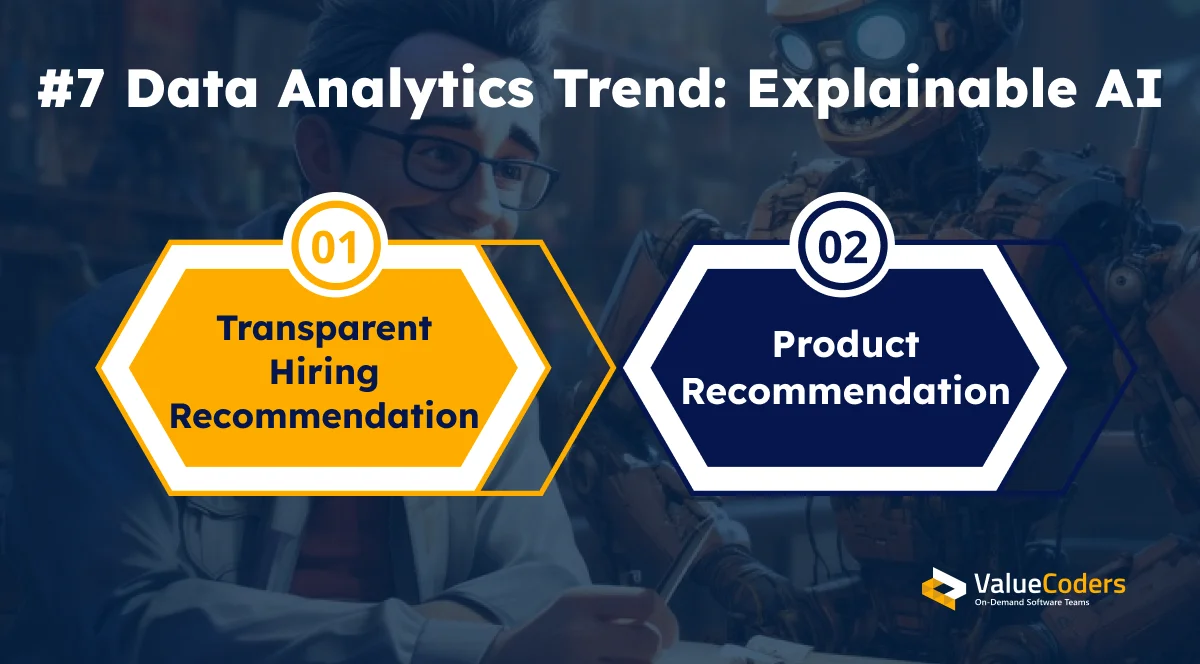 #7 Data Analytics Trend: Explainable AI
01
Transparent
Hiring
Recommendation
02
Product
Recommendation
ValueCoders
On-Demand Software Teams